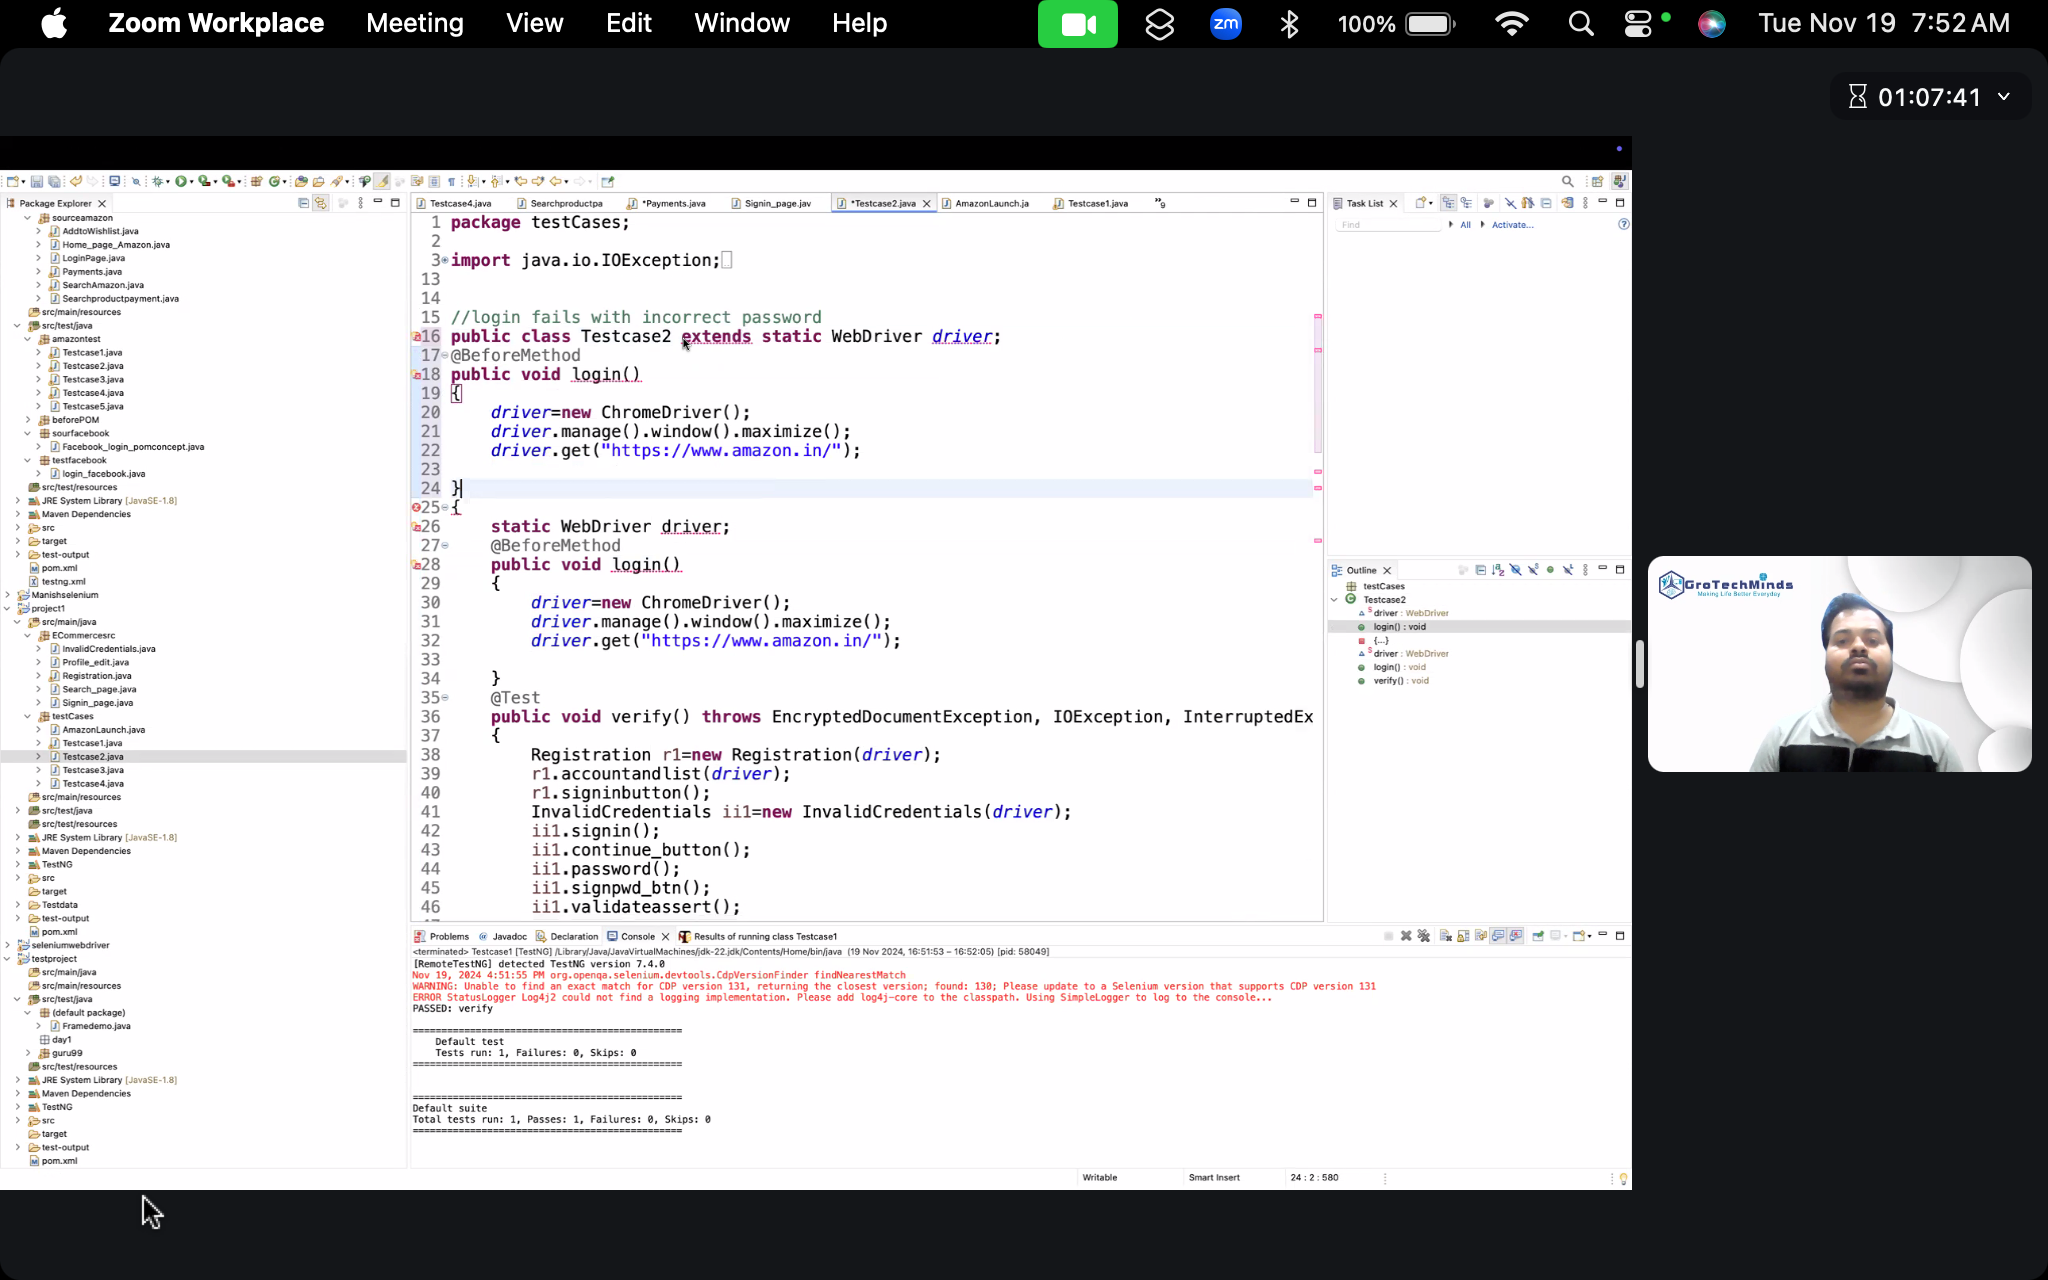 Zoom Workplace Meeting View Edit Window Help zm 100% Tue Nov 19 7:52 AM
01:07:41
Package Explorer
sourceamazon
AddtoWishlist.java
Home_page_Amazon.java
LoginPage.java
Payments.java
SearchAmazon.java
Searchproductpayment.java
src/main/resources
src/test/java
amazontest
Testcase1.java
Testcase2.java
Testcase3.java
Testcase4.java
Testcase5.java
beforePOM
sourfacebook
Facebook_login_pomconcept.java
testfacebook
login_facebook.java
src/test/resources
JRE System Library [JavaSE-1.8]
Maven Dependencies
src
target
test-output
pom.xml
testng.xml
Manishselenium
project1
src/main/java
ECommercesrc
InvalidCredentials.java
Profile_edit.java
Registration.java
Search_page.java
Signin_page.java
testCases
AmazonLaunch.java
Testcase1.java
Testcase2.java
Testcase3.java
Testcase4.java
src/main/resources
src/test/java
src/test/resources
JRE System Library [JavaSE-1.8]
Maven Dependencies
TestNG
src
target
Testdata
test-output
pom.xml
seleniumwebdriver
testproject
src/main/java
src/main/resources
src/test/java
(default package)
Framedemo.java
day1
guru99
src/test/resources
JRE System Library [JavaSE-1.8]
Maven Dependencies
TestNG
src
target
test-output
pom.xml
Testcase4.java Searchproductpa *Payments.java Signin_page.jav *Testcase2.java AmazonLaunch.ja Testcase1.java »9
1 package testCases;
2
3 import java.io.IOException;
13
14
15 //login fails with incorrect password
16 public class Testcase2 extends static WebDriver driver;
17 @BeforeMethod
18 public void login()
19 {
20 driver=new ChromeDriver();
21 driver.manage().window().maximize();
22 driver.get("https://www.amazon.in/");
23
24 }
25 {
26 static WebDriver driver;
27 @BeforeMethod
28 public void login()
29 {
30 driver=new ChromeDriver();
31 driver.manage().window().maximize();
32 driver.get("https://www.amazon.in/");
33
34 }
35 @Test
36 public void verify() throws EncryptedDocumentException, IOException, InterruptedEx
37 {
38 Registration r1=new Registration(driver);
39 r1.accountandlist(driver);
40 r1.signinbutton();
41 InvalidCredentials ii1=new InvalidCredentials(driver);
42 ii1.signin();
43 ii1.continue_button();
44 ii1.password();
45 ii1.signpwd_btn();
46 ii1.validateassert();
Task List
Find All Activate...
Outline
testCases
Testcase2
driver : WebDriver
login() : void
{...}
driver : WebDriver
login() : void
verify() : void
Problems Javadoc Declaration Console Results of running class Testcase1
<terminated> Testcase1 [TestNG] /Library/Java/JavaVirtualMachines/jdk-22.jdk/Contents/Home/bin/java (19 Nov 2024, 16:51:53 – 16:52:05) [pid: 58049]
[RemoteTestNG] detected TestNG version 7.4.0
Nov 19, 2024 4:51:55 PM org.openqa.selenium.devtools.CdpVersionFinder findNearestMatch
WARNING: Unable to find an exact match for CDP version 131, returning the closest version; found: 130; Please update to a Selenium version that supports CDP version 131
ERROR StatusLogger Log4j2 could not find a logging implementation. Please add log4j-core to the classpath. Using SimpleLogger to log to the console...
PASSED: verify
===============================================
Default test
Tests run: 1, Failures: 0, Skips: 0
===============================================
===============================================
Default suite
Total tests run: 1, Passes: 1, Failures: 0, Skips: 0
===============================================
Writable Smart Insert 24 : 2 : 580
GroTechMinds
Making Life Better Everyday